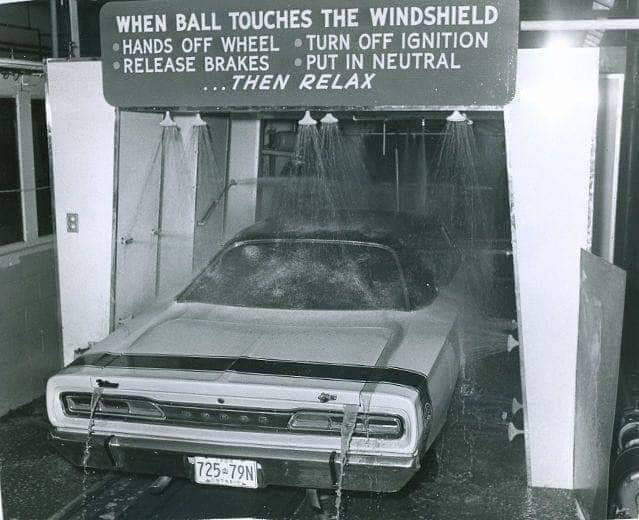 WHEN BALL TOUCHES THE WINDSHIELD
• HANDS OFF WHEEL • TURN OFF IGNITION
• RELEASE BRAKES • PUT IN NEUTRAL
...THEN RELAX
DODGE
725 79N